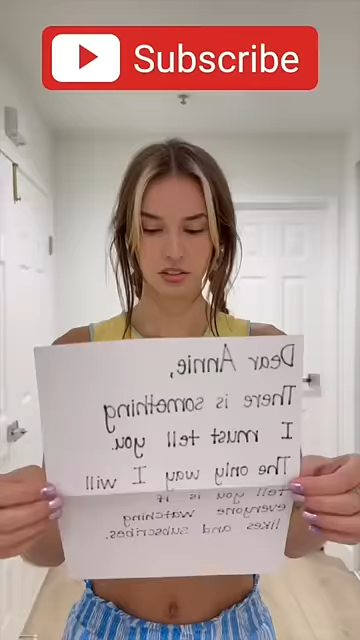 Subscribe
Dear Annie,
There is something
I must tell you.
The only way I will
tell you is if
everyone watching
likes and subscribes.